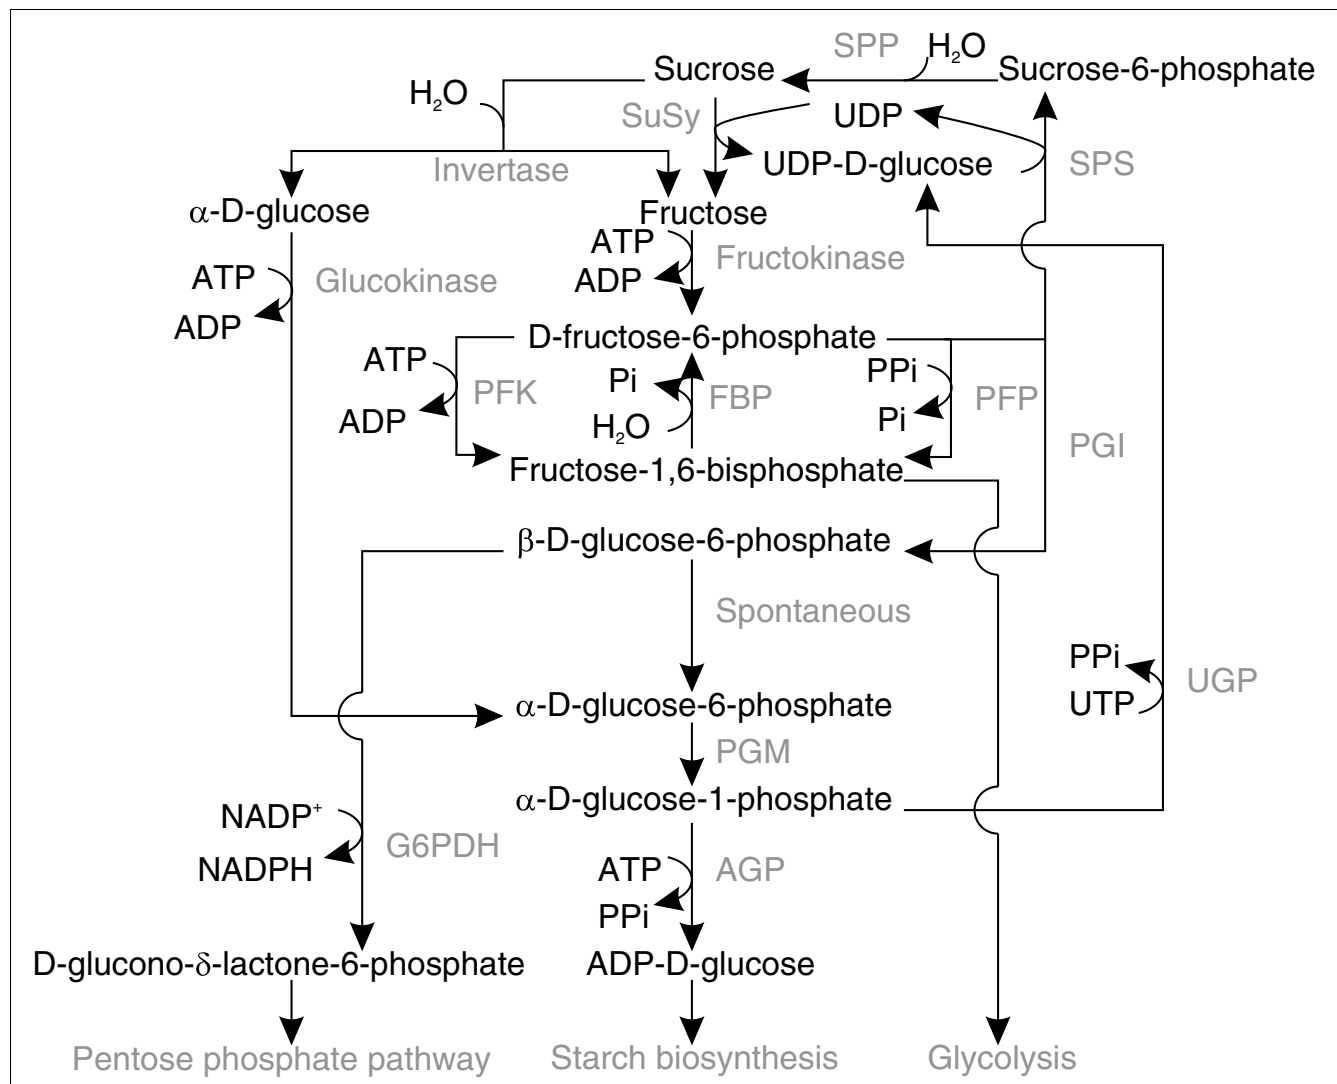 SPP
H₂O
Sucrose
Sucrose-6-phosphate
H₂O
SuSy
UDP
Invertase
UDP-D-glucose
SPS
α-D-glucose
Fructose
ATP
Fructokinase
ADP
ATP
Glucokinase
ADP
D-fructose-6-phosphate
ATP
PFK
ADP
Pi
FBP
H₂O
PPi
PFP
Pi
PGI
Fructose-1,6-bisphosphate
β-D-glucose-6-phosphate
Spontaneous
PPi
UGP
UTP
α-D-glucose-6-phosphate
PGM
α-D-glucose-1-phosphate
NADP⁺
G6PDH
NADPH
ATP
AGP
PPi
D-glucono-δ-lactone-6-phosphate
ADP-D-glucose
Pentose phosphate pathway
Starch biosynthesis
Glycolysis